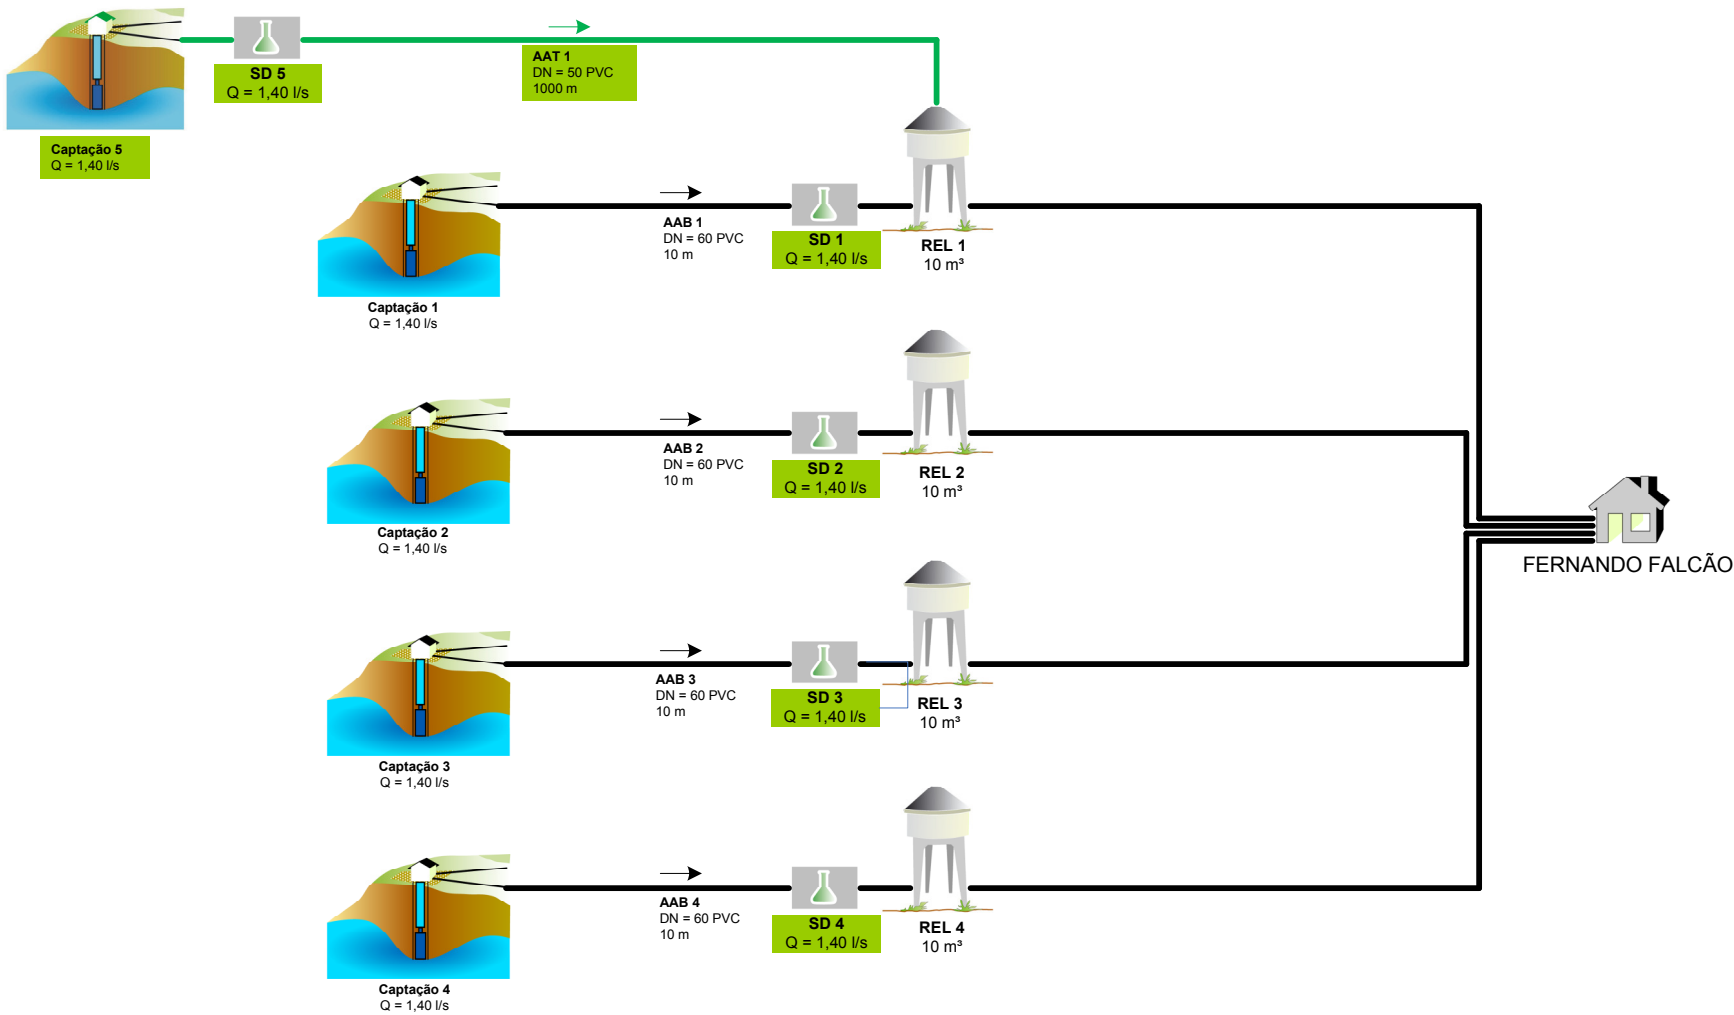 SD 5
Q = 1,40 l/s
AAT 1
DN = 50 PVC
1000 m
Captação 5
Q = 1,40 l/s
AAB 1
DN = 60 PVC
10 m
SD 1
Q = 1,40 l/s
REL 1
10 m³
Captação 1
Q = 1,40 l/s
AAB 2
DN = 60 PVC
10 m
SD 2
Q = 1,40 l/s
REL 2
10 m³
Captação 2
Q = 1,40 l/s
FERNANDO FALCÃO
AAB 3
DN = 60 PVC
10 m
SD 3
Q = 1,40 l/s
REL 3
10 m³
Captação 3
Q = 1,40 l/s
AAB 4
DN = 60 PVC
10 m
SD 4
Q = 1,40 l/s
REL 4
10 m³
Captação 4
Q = 1,40 l/s